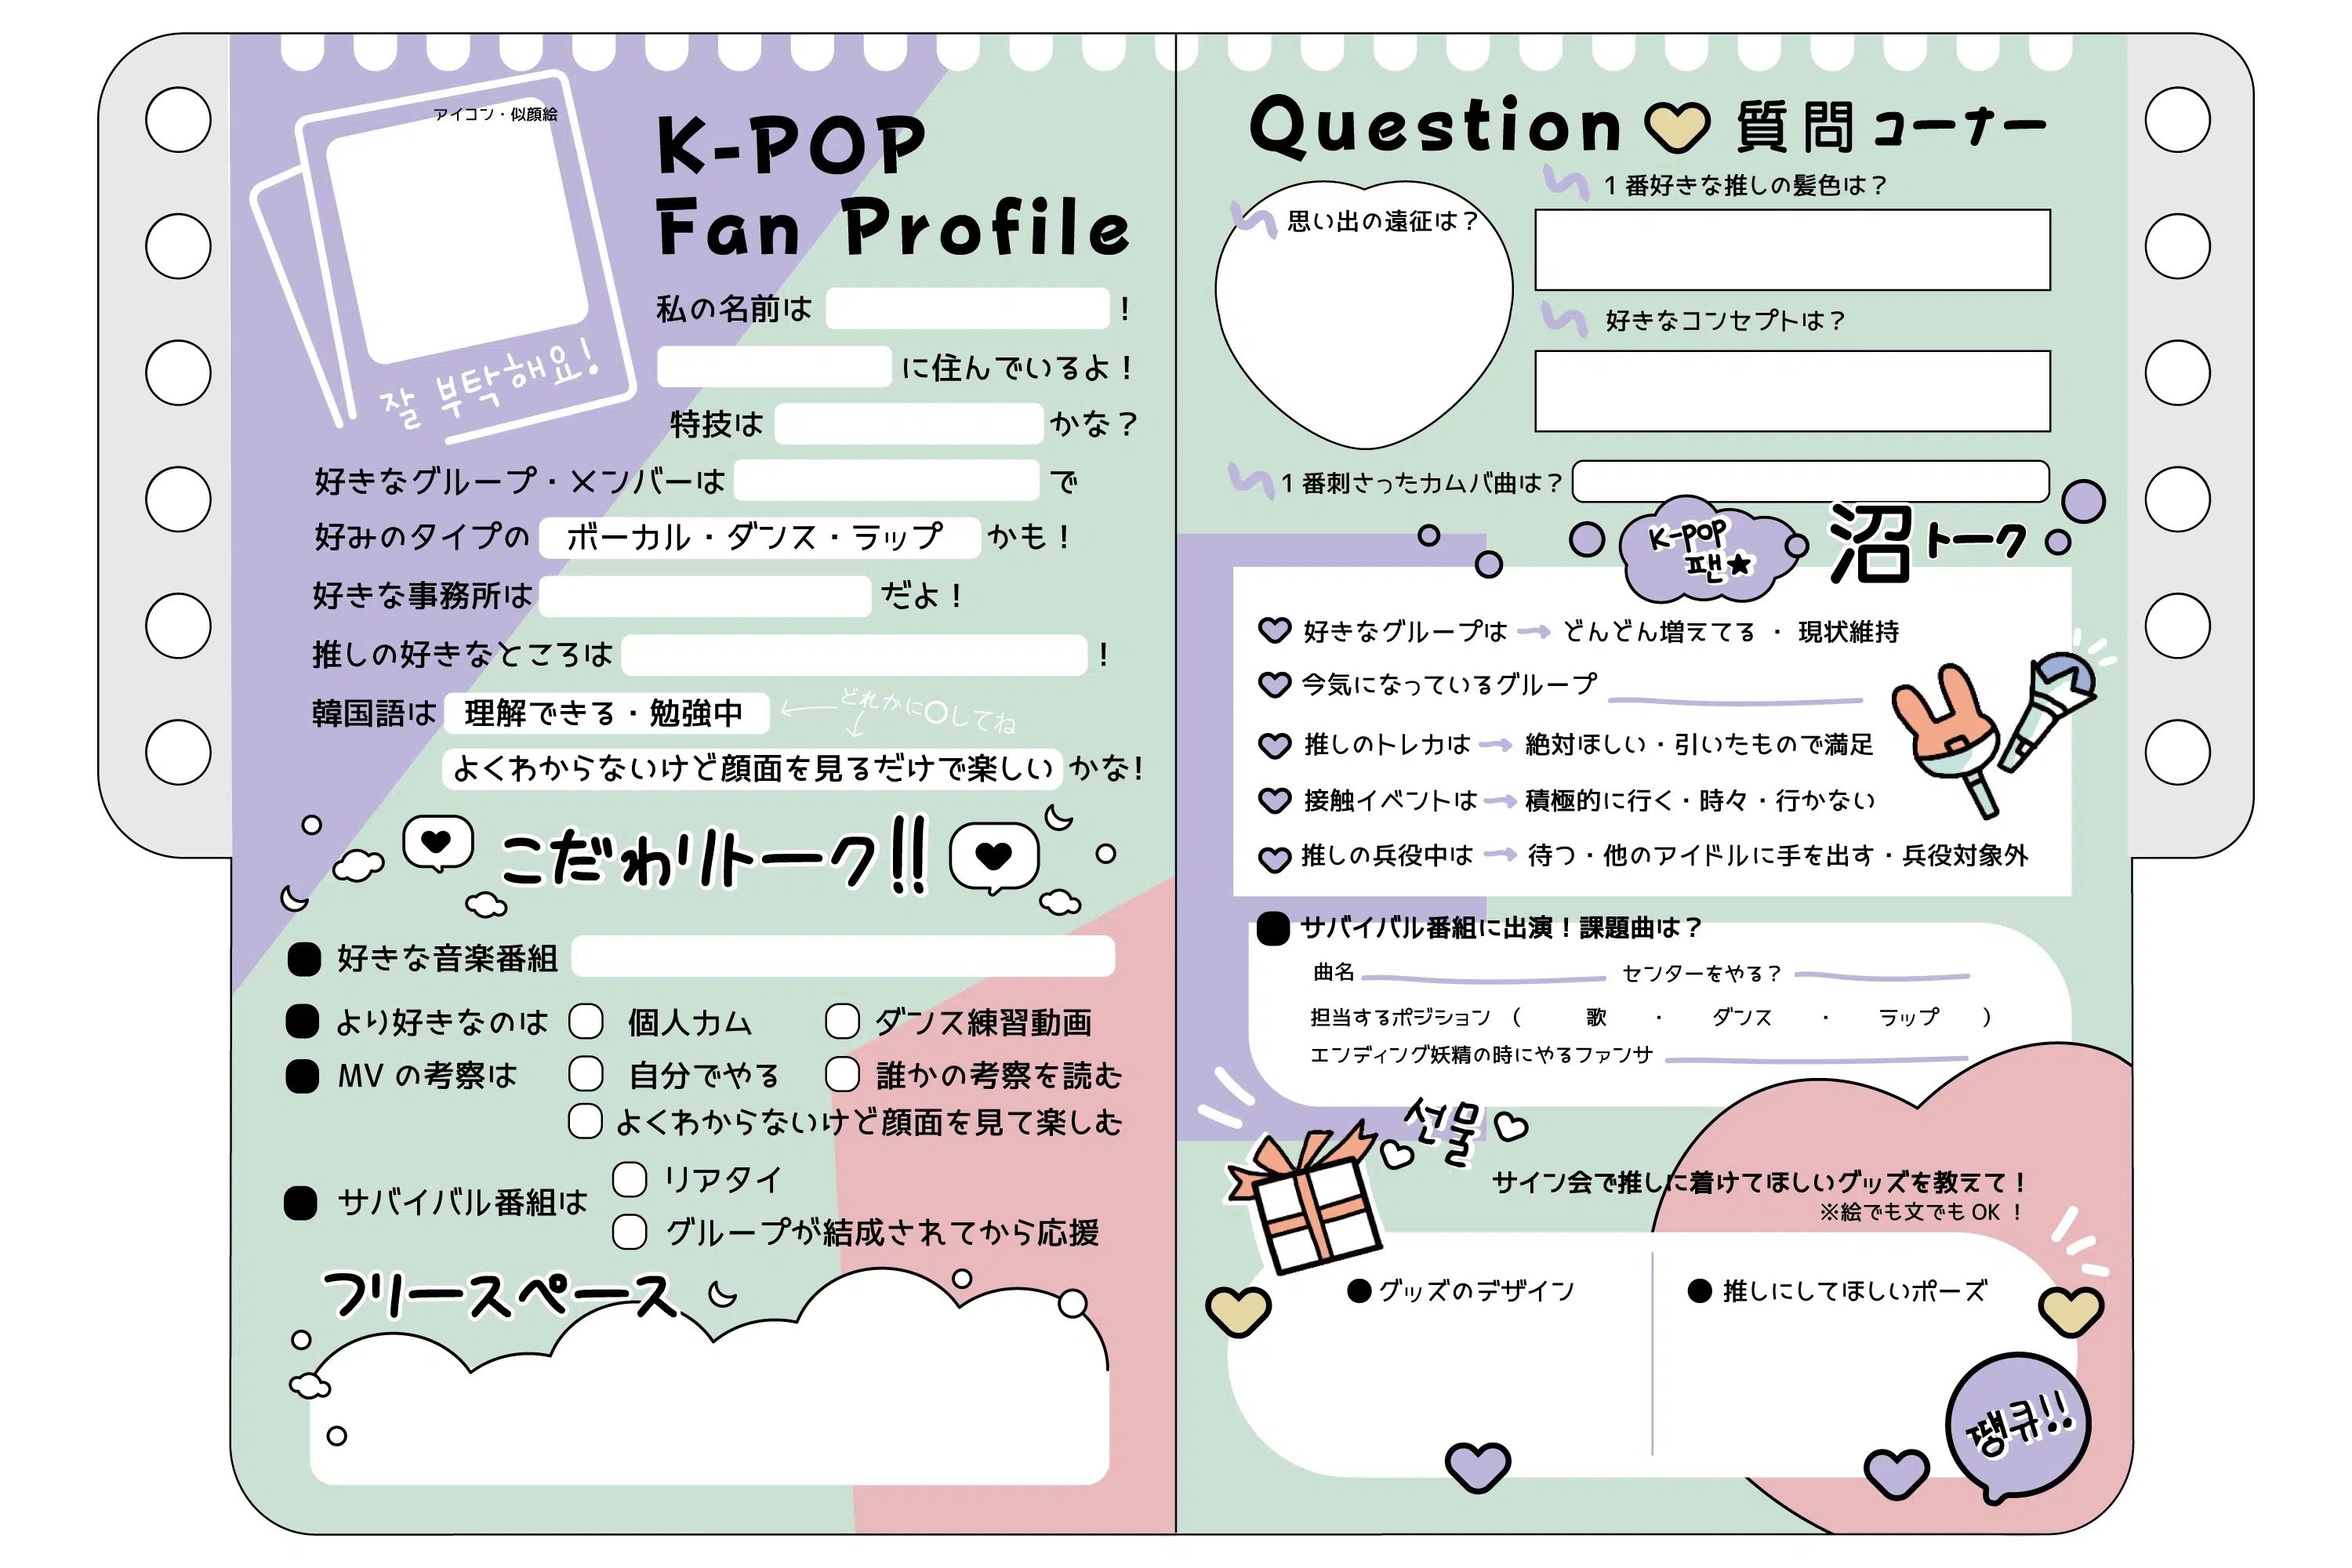 アイコン・似顔絵
잘 부탁해요!
K-POP
Fan Profile
私の名前は !
に住んでいるよ！
特技は かな？
好きなグループ・メンバーは で
好みのタイプの ボーカル・ダンス・ラップ かも！
好きな事務所は だよ！
推しの好きなところは !
韓国語は 理解できる・勉強中
どれかに○してね
よくわからないけど顔面を見るだけで楽しい かな!
こだわりトーク!!
好きな音楽番組
より好きなのは 個人カム ダンス練習動画
MVの考察は 自分でやる 誰かの考察を読む
よくわからないけど顔面を見て楽しむ
サバイバル番組は リアタイ
グループが結成されてから応援
フリースペース
Question 質問コーナー
思い出の遠征は？
1番好きな推しの髪色は？
好きなコンセプトは？
1番刺さったカムバ曲は？
K-POP
팬★
沼トーク
好きなグループは → どんどん増えてる ・ 現状維持
今気になっているグループ
推しのトレカは → 絶対ほしい・引いたもので満足
接触イベントは → 積極的に行く・時々・行かない
推しの兵役中は → 待つ・他のアイドルに手を出す・兵役対象外
サバイバル番組に出演！課題曲は？
曲名 センターをやる？
担当するポジション （ 歌 ・ ダンス ・ ラップ ）
エンディング妖精の時にやるファンサ
선물
サイン会で推しに着けてほしいグッズを教えて！
※絵でも文でもOK！
●グッズのデザイン
●推しにしてほしいポーズ
땡큐!!